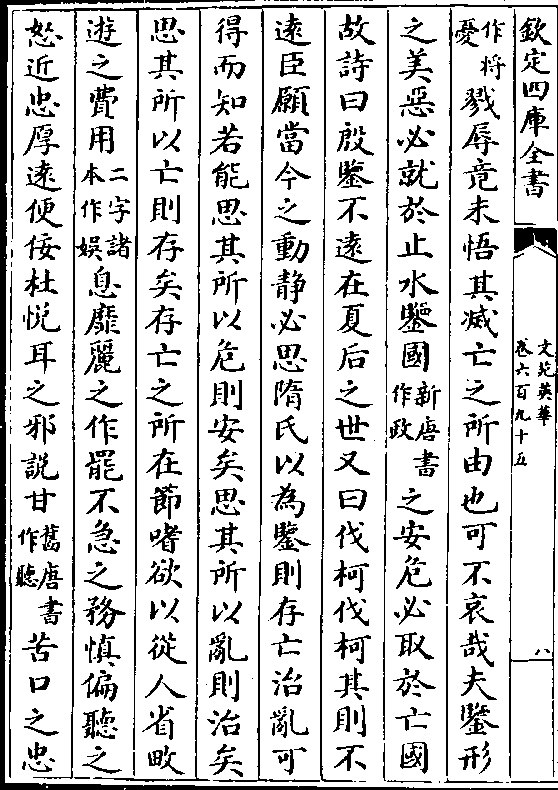 欽定四庫全書
文苑英華
卷六百九十五
八
作將憂戮辱竟未悟其滅亡之所由也可不哀哉夫鑒形
之美惡必就於止水鑒國新唐書作政之安危必取於亡國
故詩曰殷鑒不遠在夏后之世又曰伐柯伐柯其則不
遠臣願當今之動靜必思隋氏以為鑒則存亡治亂可
得而知若能思其所以危則安矣思其所以亂則治矣
思其所以亡則存矣存亡之所在節嗜欲以從人省畋
遊之費用二字諸本作娯息靡麗之作罷不急之務慎偏聽之
怒近忠厚遠便佞杜悅耳之邪說甘舊唐書作聽苦口之忠